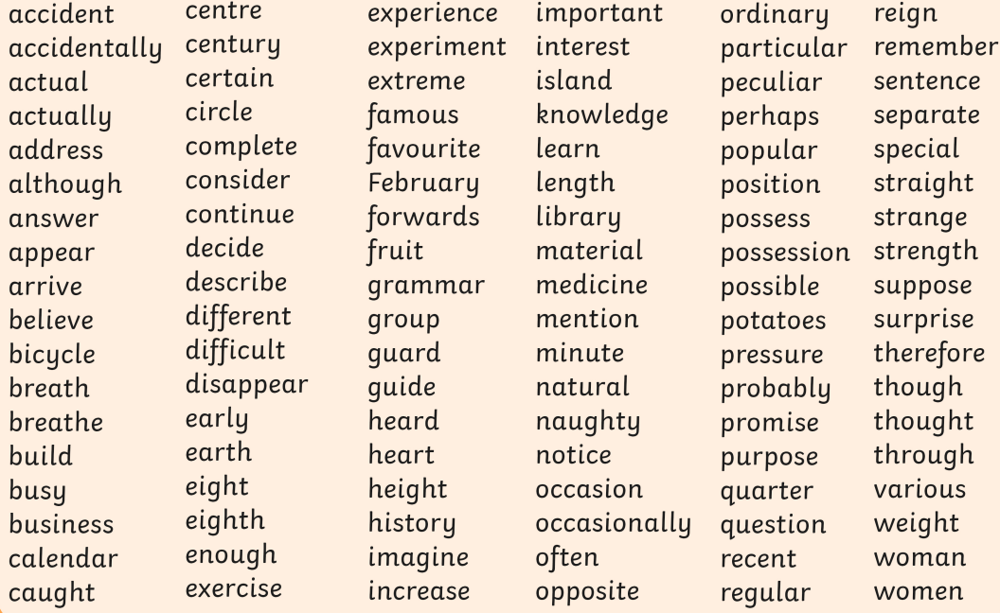 accident
accidentally
actual
actually
address
although
answer
appear
arrive
believe
bicycle
breath
breathe
build
busy
business
calendar
caught
centre
century
certain
circle
complete
consider
continue
decide
describe
different
difficult
disappear
early
earth
eight
eighth
enough
exercise
experience
experiment
extreme
famous
favourite
February
forwards
fruit
grammar
group
guard
guide
heard
heart
height
history
imagine
increase
important
interest
island
knowledge
learn
length
library
material
medicine
mention
minute
natural
naughty
notice
occasion
occasionally
often
opposite
ordinary
particular
peculiar
perhaps
popular
position
possess
possession
possible
potatoes
pressure
probably
promise
purpose
quarter
question
recent
regular
reign
remember
sentence
separate
special
straight
strange
strength
suppose
surprise
therefore
though
thought
through
various
weight
woman
women